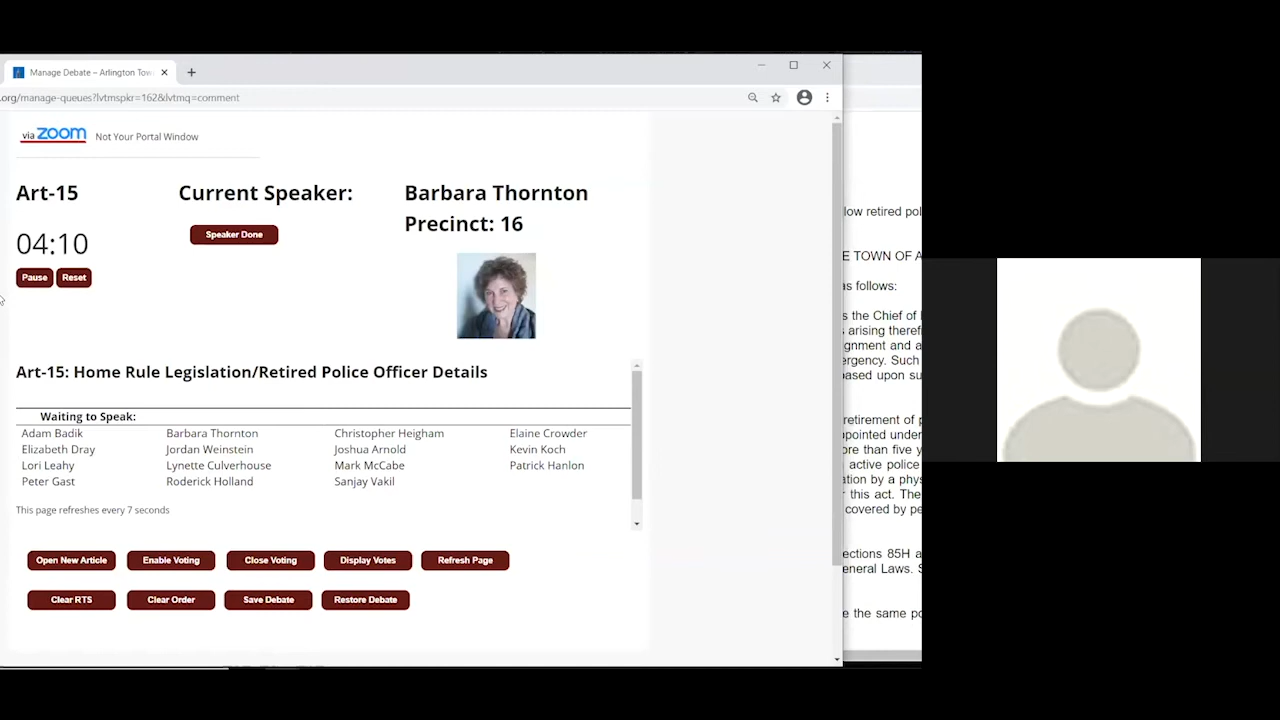 Manage Debate – Arlington Tow
.org/manage-queues?lvtmspkr=162&lvtmq=comment
via zoom Not Your Portal Window
Art-15
Current Speaker:
Barbara Thornton
Precinct: 16
04:10
Speaker Done
Pause Reset
Art-15: Home Rule Legislation/Retired Police Officer Details
Waiting to Speak:
Adam Badik Barbara Thornton Christopher Heigham Elaine Crowder
Elizabeth Dray Jordan Weinstein Joshua Arnold Kevin Koch
Lori Leahy Lynette Culverhouse Mark McCabe Patrick Hanlon
Peter Gast Roderick Holland Sanjay Vakil
This page refreshes every 7 seconds
Open New Article Enable Voting Close Voting Display Votes Refresh Page
Clear RTS Clear Order Save Debate Restore Debate
low retired pol
E TOWN OF A
as follows:
s the Chief of
s arising theref
gnment and a
ergency. Such
based upon su
retirement of p
ppointed under
ore than five y
active police
ation by a phys
r this act. The
covered by pe
ections 85H a
eneral Laws. S
e the same po